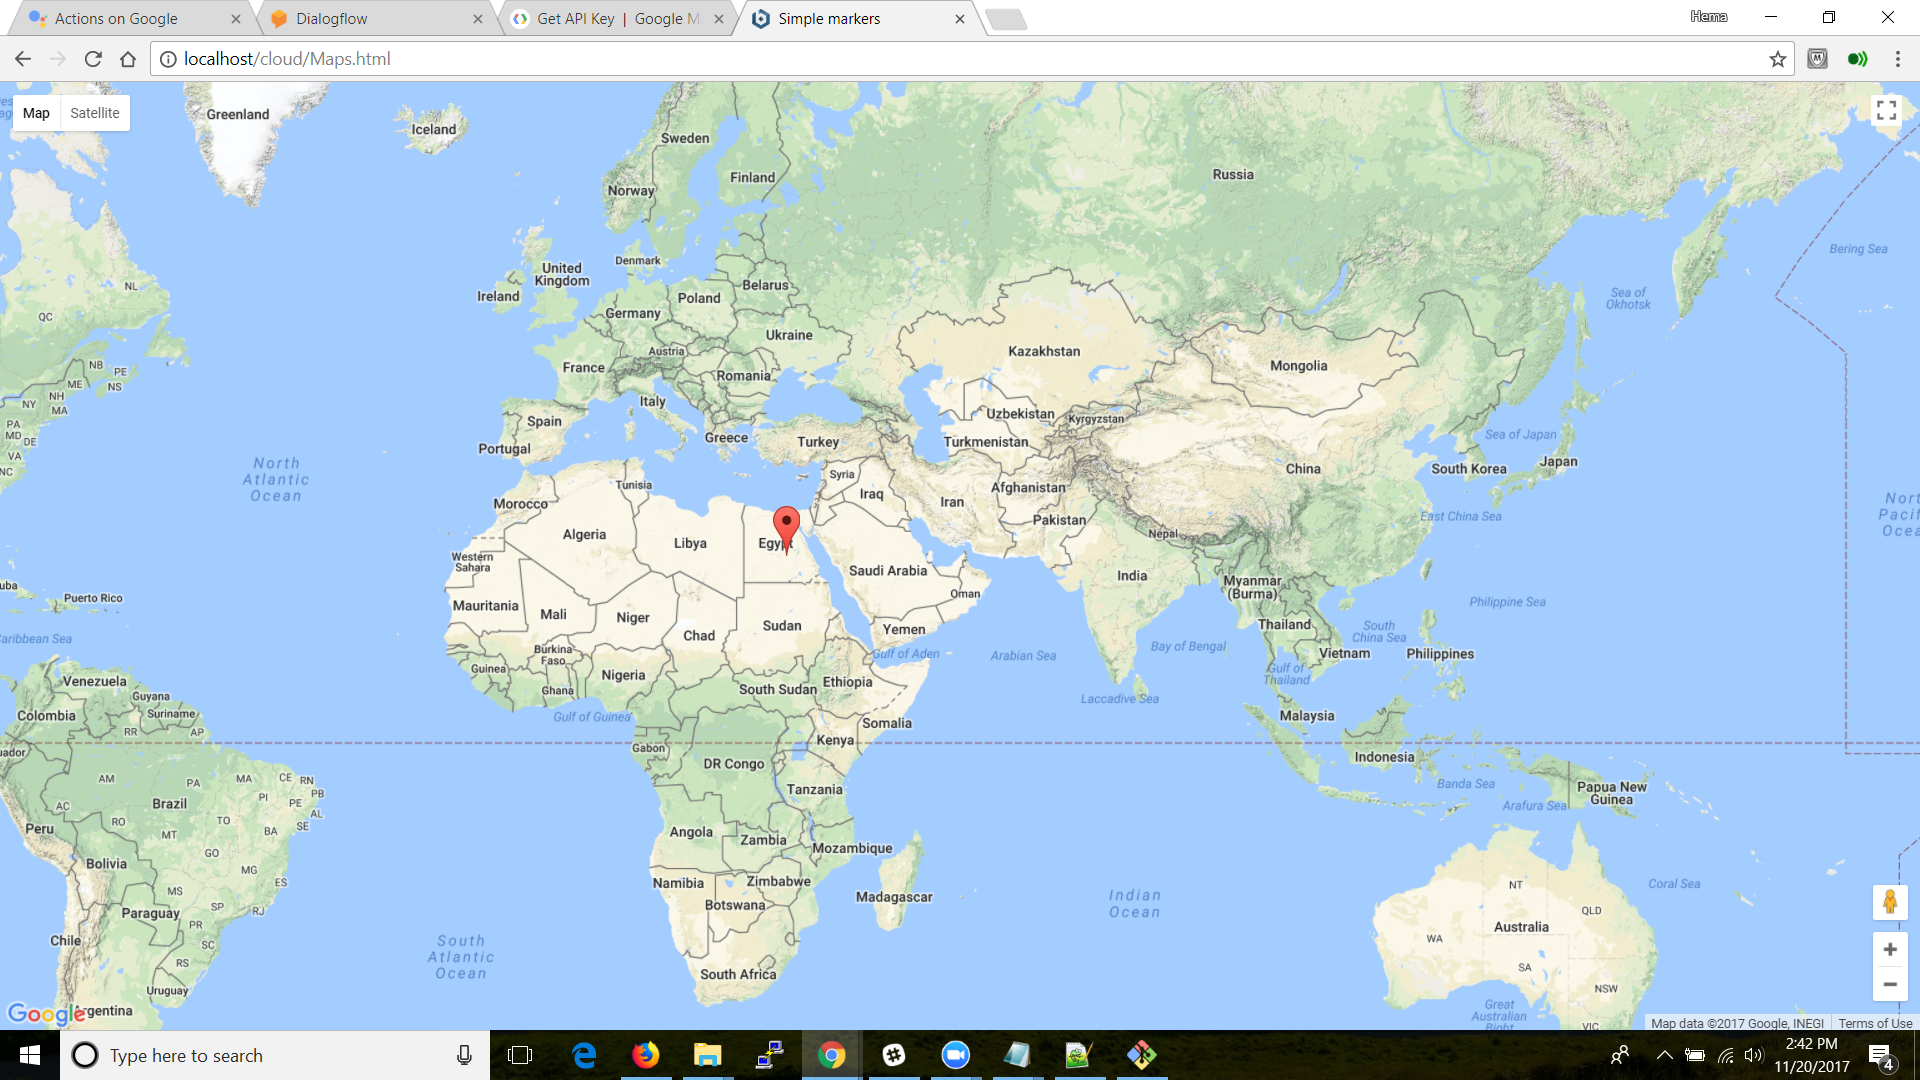 Actions on Google
Dialogflow
Get API Key | Google M
Simple markers
Hema
localhost/cloud/Maps.html
Map
Satellite
Greenland
Iceland
Sweden
Finland
Norway
Russia
Bering Sea
Denmark
United
Kingdom
Ireland
NL
QC
Belarus
Poland
Germany
Ukraine
Sea of
Okhotsk
Austria
France
Romania
Kazakhstan
Mongolia
NB
PE
ME
NS
NH
NY
MA
Italy
Spain
Uzbekistan
Kyrgyzstan
PA
MD
DE
Portugal
Greece
Turkey
Turkmenistan
Sea of Japan
VA
NC
North
Atlantic
Ocean
Japan
China
South Korea
Syria
Tunisia
Iraq
Iran
Afghanistan
Morocco
Algeria
Libya
Egypt
Pakistan
Nepal
East China Sea
Nort
Pacif
Ocea
Western
Sahara
Saudi Arabia
India
Myanmar
(Burma)
Oman
uba
Puerto Rico
Mauritania
Mali
Niger
Chad
Sudan
Yemen
Thailand
Philippine Sea
South
China Sea
aribbean Sea
Burkina
Faso
Gulf of Aden
Arabian Sea
Bay of Bengal
Vietnam
Philippines
Guinea
Nigeria
Gulf of
Thailand
Venezuela
Guyana
Ghana
South Sudan
Ethiopia
Laccadive Sea
Colombia
Suriname
Gulf of Guinea
Somalia
Malaysia
RR
AP
Kenya
ador
Gabon
DR Congo
Indonesia
AM
PA
MA
CE
RN
PB
PI
PE
AL
SE
Tanzania
Banda Sea
Papua New
Guinea
Arafura Sea
AC
Brazil
RO
TO
BA
MT
Peru
Angola
Zambia
Mozambique
GO
Bolivia
MG
ES
MS
Namibia
Zimbabwe
Botswana
Madagascar
Indian
Ocean
NT
Coral Sea
QLD
Australia
WA
SA
NSW
VIC
Paraguay
SP
RJ
PR
SC
RS
Chile
South
Atlantic
Ocean
South Africa
Uruguay
Argentina
Great
Australian
Bight
Google
Map data ©2017 Google, INEGI
Terms of Use
Type here to search
2:42 PM
11/20/2017
4